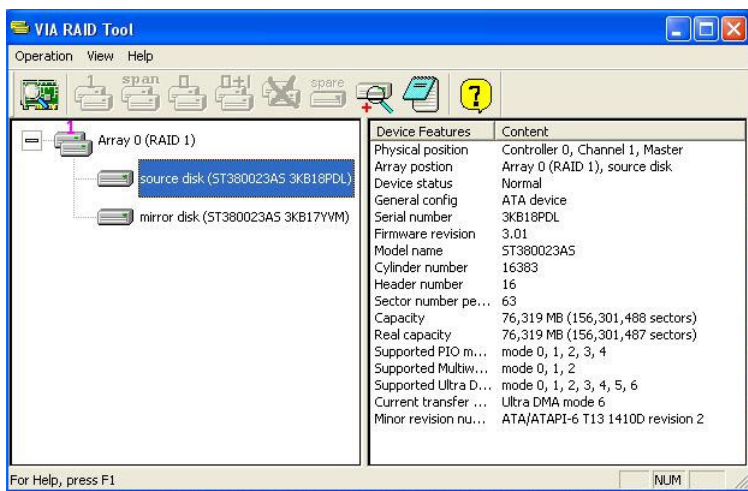 VIA RAID Tool
Operation View Help
1 span 0 0+1 spare ?
1
Array 0 (RAID 1)
source disk (ST380023AS 3KB18PDL)
mirror disk (ST380023AS 3KB17YVM)
Device Features Content
Physical position Controller 0, Channel 1, Master
Array postion Array 0 (RAID 1), source disk
Device status Normal
General config ATA device
Serial number 3KB18PDL
Firmware revision 3.01
Model name ST380023AS
Cylinder number 16383
Header number 16
Sector number pe... 63
Capacity 76,319 MB (156,301,488 sectors)
Real capacity 76,319 MB (156,301,487 sectors)
Supported PIO m... mode 0, 1, 2, 3, 4
Supported Multiw... mode 0, 1, 2
Supported Ultra D... mode 0, 1, 2, 3, 4, 5, 6
Current transfer ... Ultra DMA mode 6
Minor revision nu... ATA/ATAPI-6 T13 1410D revision 2
For Help, press F1 NUM